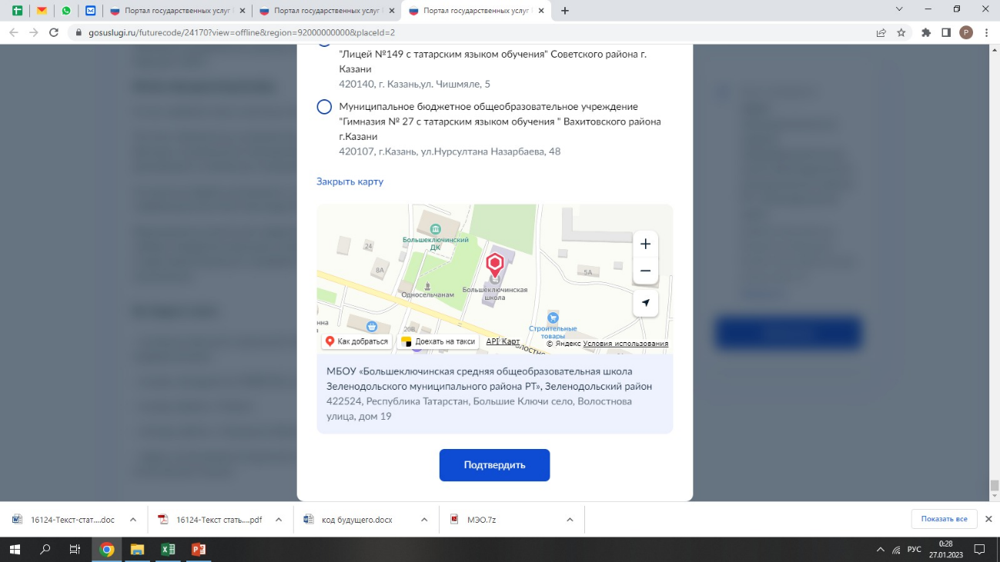 Портал государственных услуг
Портал государственных услуг
Портал государственных услуг
gosuslugi.ru/futurecode/24170?view=offline&region=92000000000&placeId=2
P
"Лицей №149 с татарским языком обучения" Советского района г.
Казани
420140, г. Казань,ул. Чишмяле, 5
Муниципальное бюджетное общеобразовательное учреждение
"Гимназия № 27 с татарским языком обучения " Вахитовского района
г.Казани
420107, г.Казань, ул.Нурсултана Назарбаева, 48
Закрыть карту
Большеключинский
ДК
24
8А
5А
Односельчанам
Большеключинская
школа
20В
Строительные
товары
Как добраться
Доехать на такси
API Карт
© Яндекс Условия использования
МБОУ «Большеключинская средняя общеобразовательная школа
Зеленодольского муниципального района РТ», Зеленодольский район
422524, Республика Татарстан, Большие Ключи село, Волостнова
улица, дом 19
Подтвердить
16124-Текст-стат....doc
16124-Текст стать....pdf
код будущего.docx
МЭО.7z
Показать все
РУС
0:28
27.01.2023